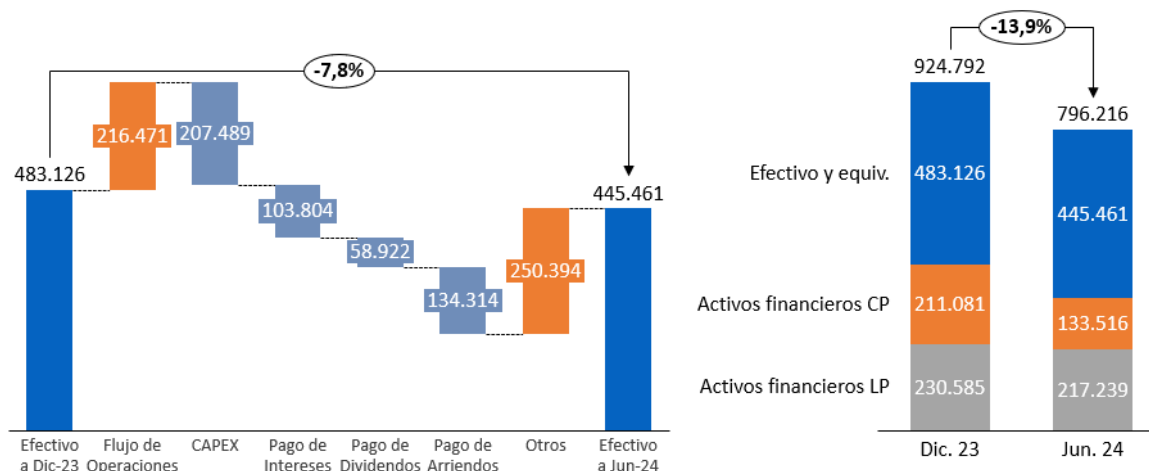 -7,8%
483.126
216.471
207.489
103.804
58.922
134.314
250.394
445.461
Efectivo
a Dic-23
Flujo de
Operaciones
CAPEX
Pago de
Intereses
Pago de
Dividendos
Pago de
Arriendos
Otros
Efectivo
a Jun-24
-13,9%
924.792
796.216
Efectivo y equiv.
483.126
445.461
Activos financieros CP
211.081
133.516
Activos financieros LP
230.585
217.239
Dic. 23
Jun. 24